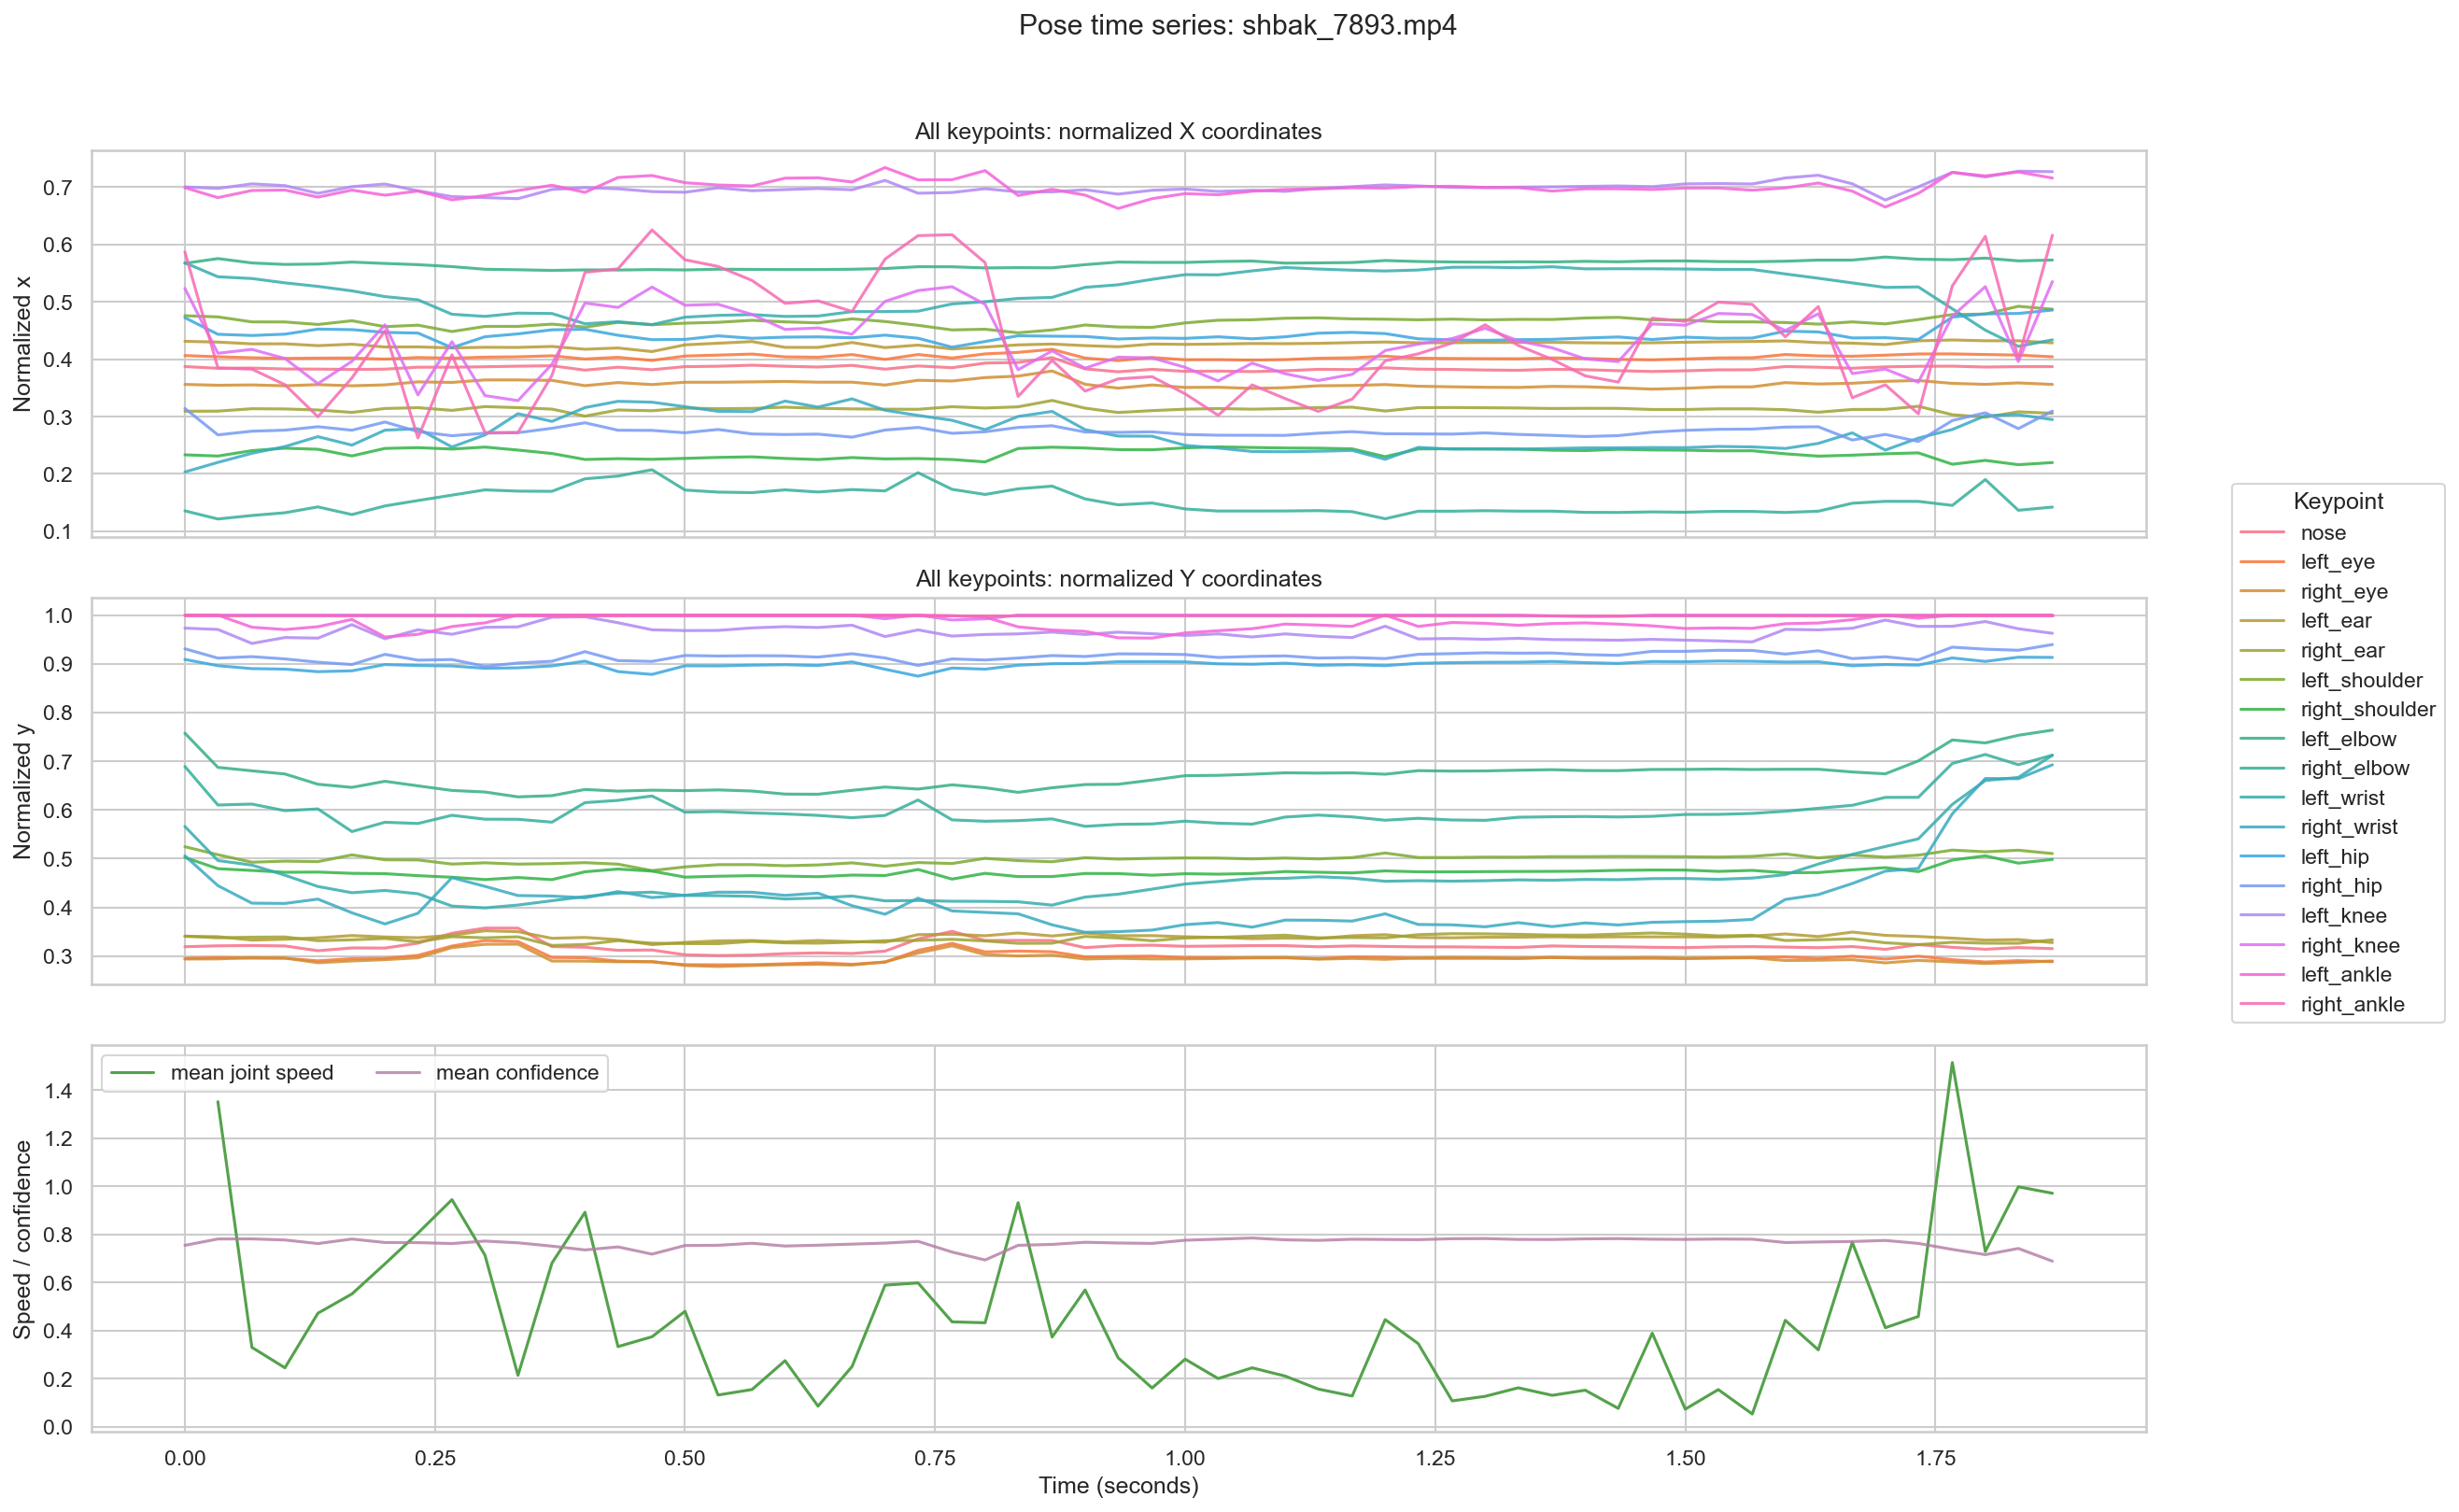 Pose time series: shbak_7893.mp4
All keypoints: normalized X coordinates
Normalized x
0.7
0.6
0.5
0.4
0.3
0.2
0.1
All keypoints: normalized Y coordinates
Normalized y
1.0
0.9
0.8
0.7
0.6
0.5
0.4
0.3
Keypoint
nose
left_eye
right_eye
left_ear
right_ear
left_shoulder
right_shoulder
left_elbow
right_elbow
left_wrist
right_wrist
left_hip
right_hip
left_knee
right_knee
left_ankle
right_ankle
mean joint speed mean confidence
Speed / confidence
1.4
1.2
1.0
0.8
0.6
0.4
0.2
0.0
0.00 0.25 0.50 0.75 1.00 1.25 1.50 1.75
Time (seconds)